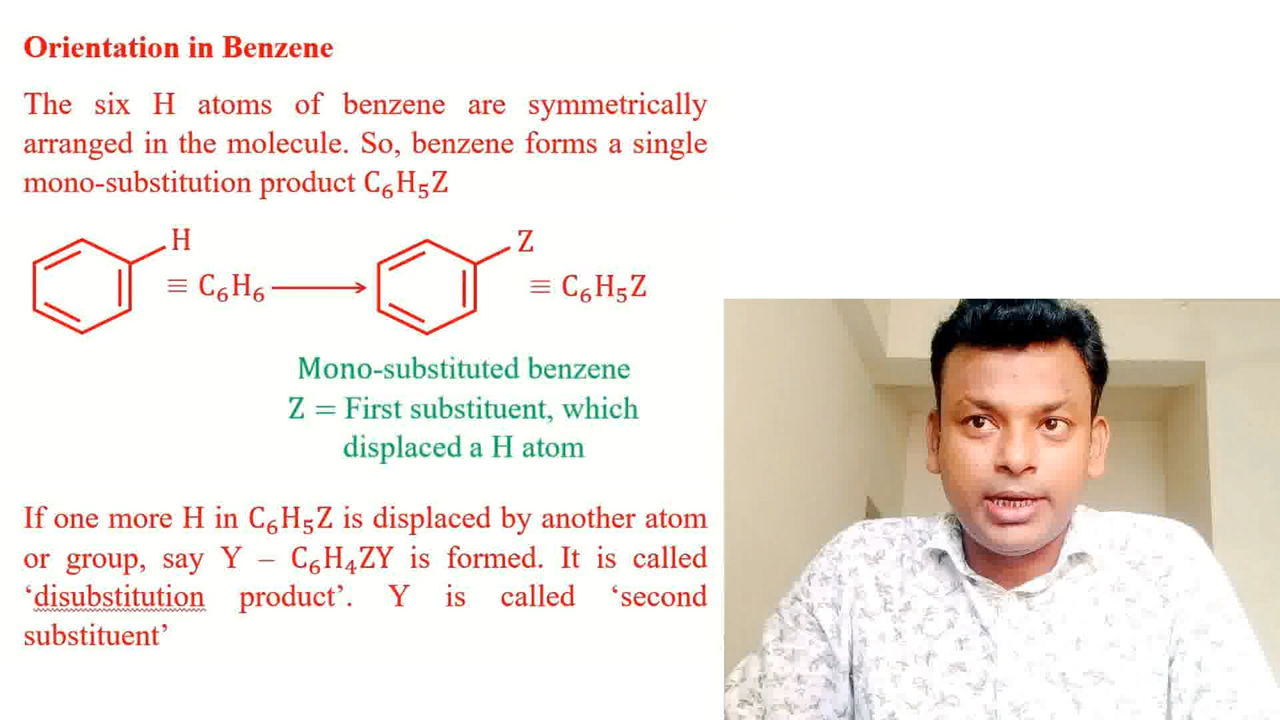 Orientation in Benzene
The six H atoms of benzene are symmetrically
arranged in the molecule. So, benzene forms a single
mono-substitution product C₆H₅Z
H
≡ C₆H₆
Z
≡ C₆H₅Z
Mono-substituted benzene
Z = First substituent, which
displaced a H atom
If one more H in C₆H₅Z is displaced by another atom
or group, say Y – C₆H₄ZY is formed. It is called
‘disubstitution product’. Y is called ‘second
substituent’